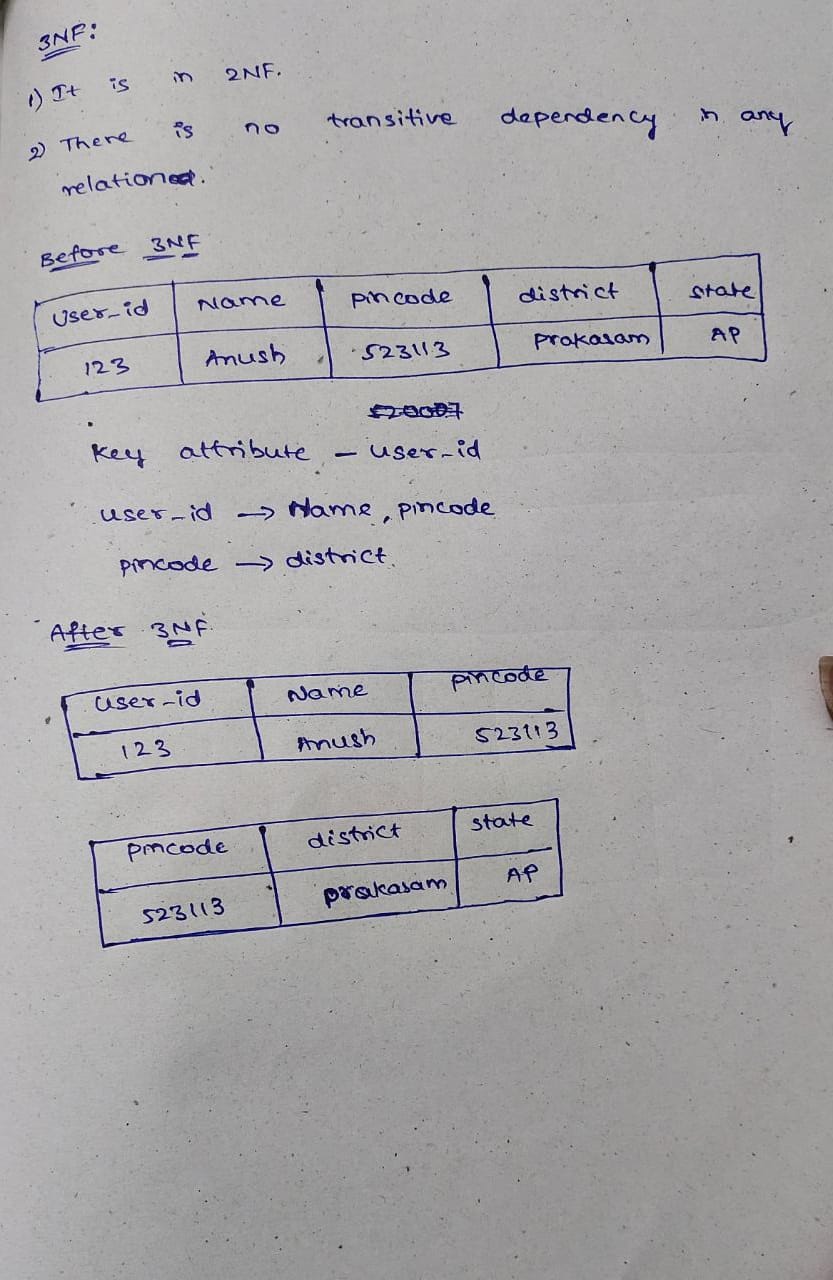 3NF:
1) It is in 2NF.
2) There is no transitive dependency in any
relation.
Before 3NF
User_id Name pincode district state
123 Anush 523113 prakasam AP
Key attribute - user_id
user_id → Name, pincode
pincode → district.
After 3NF
user_id Name pincode
123 Anush 523113
pincode district state
523113 prakasam AP